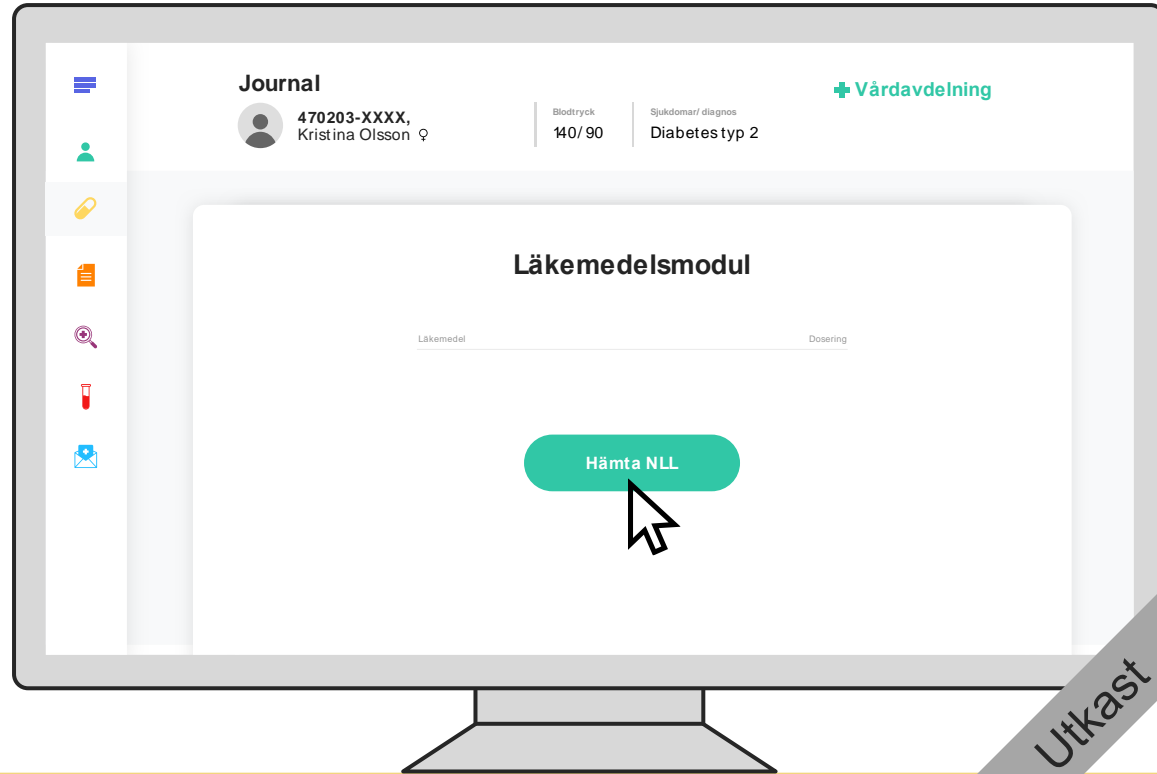 Journal
Vårdavdelning
470203-XXXX,
Kristina Olsson ♀
Blodtryck
140/90
Sjukdomar/ diagnos
Diabetes typ 2
Läkemedelsmodul
Läkemedel Dosering
Hämta NLL
Utkast